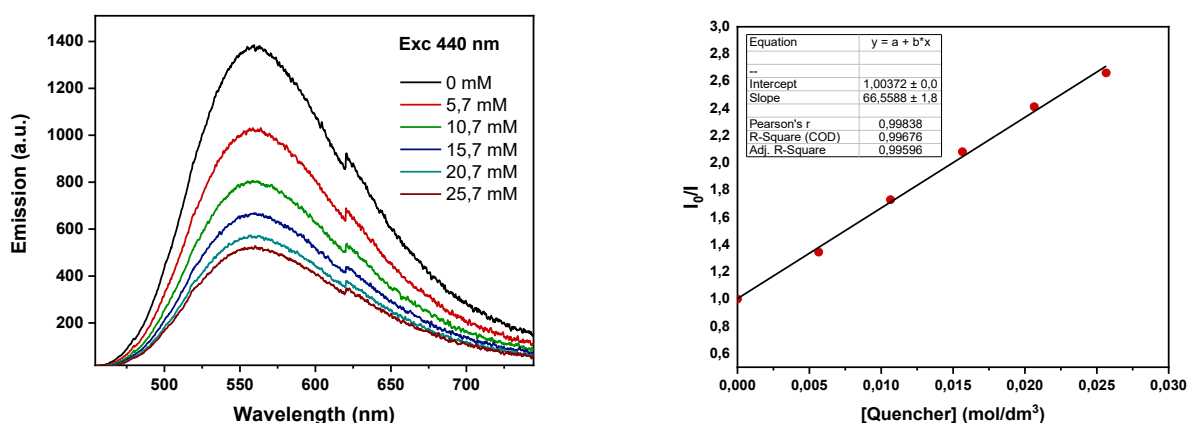 Exc 440 nm
0 mM
5,7 mM
10,7 mM
15,7 mM
20,7 mM
25,7 mM
1400
1200
1000
800
600
400
200
500
550
600
650
700
Emission (a.u.)
Wavelength (nm)
Equation y = a + b*x
--
Intercept 1,00372 ± 0,0
Slope 66,5588 ± 1,8
Pearson's r 0,99838
R-Square (COD) 0,99676
Adj. R-Square 0,99596
3,0
2,8
2,6
2,4
2,2
2,0
1,8
1,6
1,4
1,2
1,0
0,8
0,6
0,000
0,005
0,010
0,015
0,020
0,025
0,030
I₀/I
[Quencher] (mol/dm³)